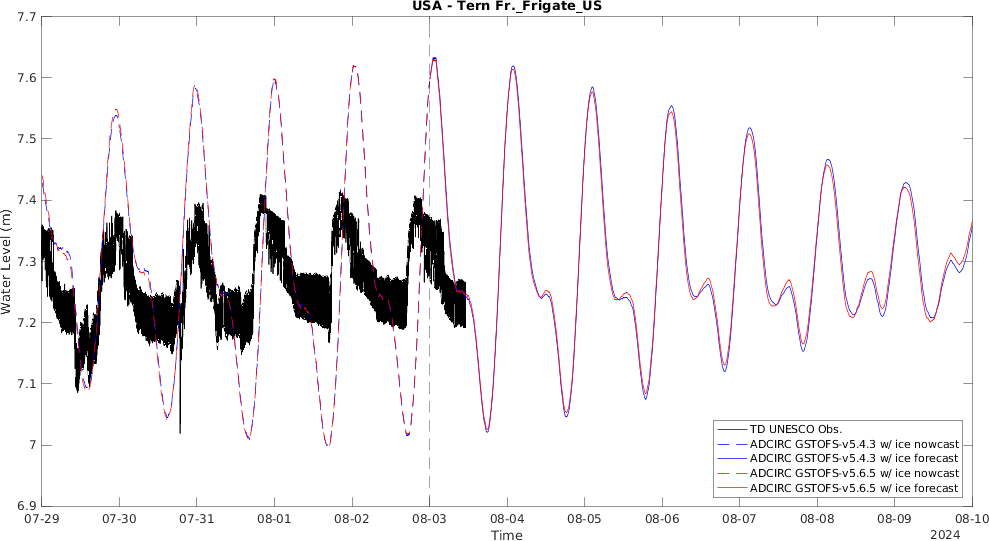 USA - Tern Fr._Frigate_US
7.7
7.6
7.5
7.4
7.3
7.2
7.1
7
6.9
Water Level (m)
07-29 07-30 07-31 08-01 08-02 08-03 08-04 08-05 08-06 08-07 08-08 08-09 08-10
Time
2024
TD UNESCO Obs.
ADCIRC GSTOFS-v5.4.3 w/ ice nowcast
ADCIRC GSTOFS-v5.4.3 w/ ice forecast
ADCIRC GSTOFS-v5.6.5 w/ ice nowcast
ADCIRC GSTOFS-v5.6.5 w/ ice forecast